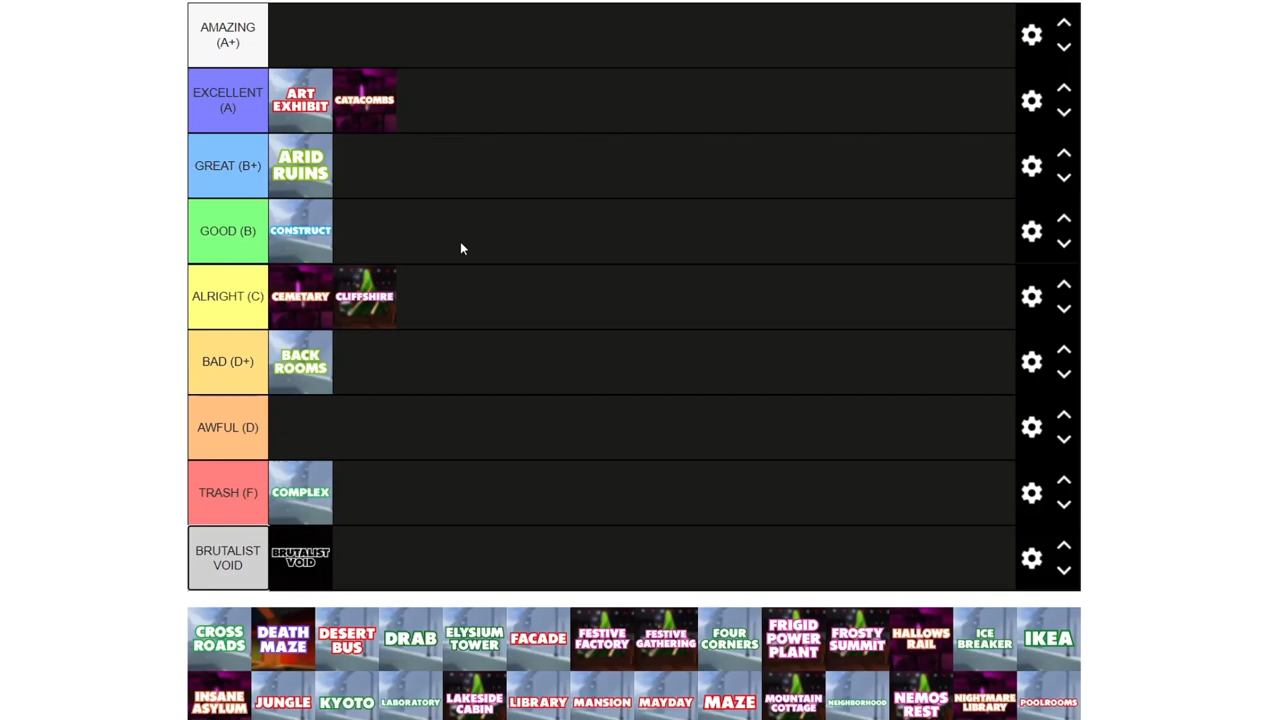 AMAZING
(A+)
EXCELLENT
(A)
ART
EXHIBIT
CATACOMBS
GREAT (B+)
ARID
RUINS
GOOD (B)
CONSTRUCT
ALRIGHT (C)
CEMETARY
CLIFFSHIRE
BAD (D+)
BACK
ROOMS
AWFUL (D)
TRASH (F)
COMPLEX
BRUTALIST
VOID
BRUTALIST
VOID
CROSS
ROADS
DEATH
MAZE
DESERT
BUS
DRAB
ELYSIUM
TOWER
FACADE
FESTIVE
FACTORY
FESTIVE
GATHERING
FOUR
CORNERS
FRIGID
POWER
PLANT
FROSTY
SUMMIT
HALLOWS
RAIL
ICE
BREAKER
IKEA
INSANE
ASYLUM
JUNGLE
KYOTO
LABORATORY
LAKESIDE
CABIN
LIBRARY
MANSION
MAYDAY
MAZE
MOUNTAIN
COTTAGE
NEIGHBORHOOD
NEMOS
REST
NIGHTMARE
LIBRARY
POOLROOMS